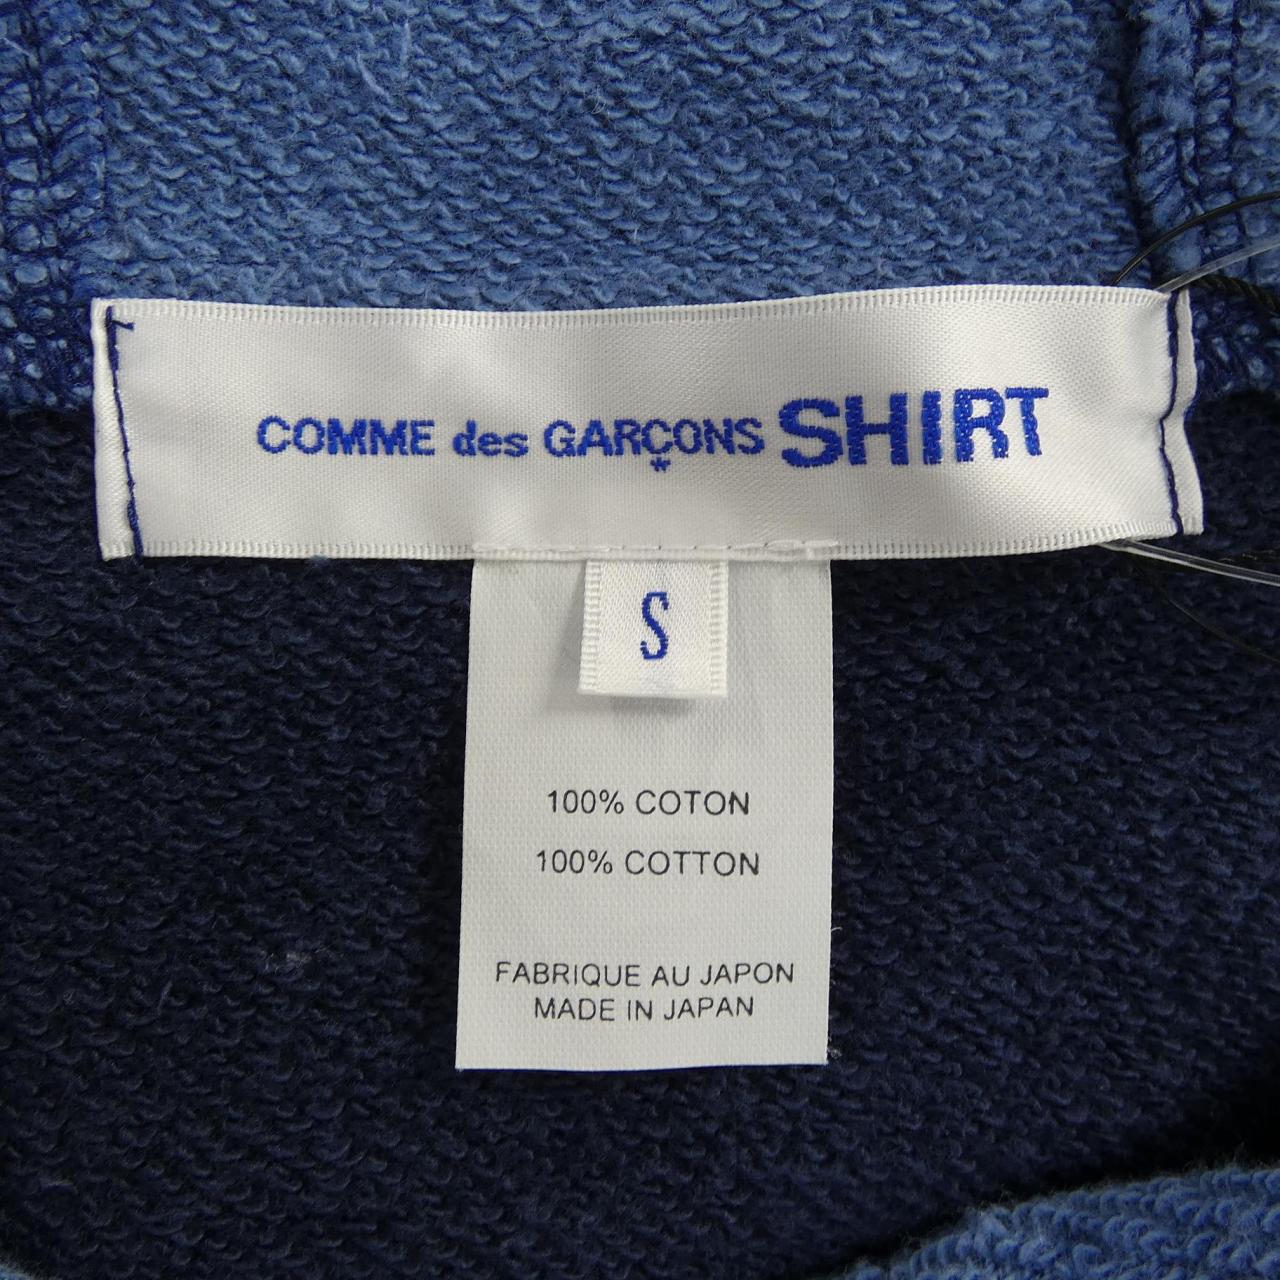 COMME des GARÇONS SHIRT
*
S
100% COTON
100% COTTON
FABRIQUE AU JAPON
MADE IN JAPAN